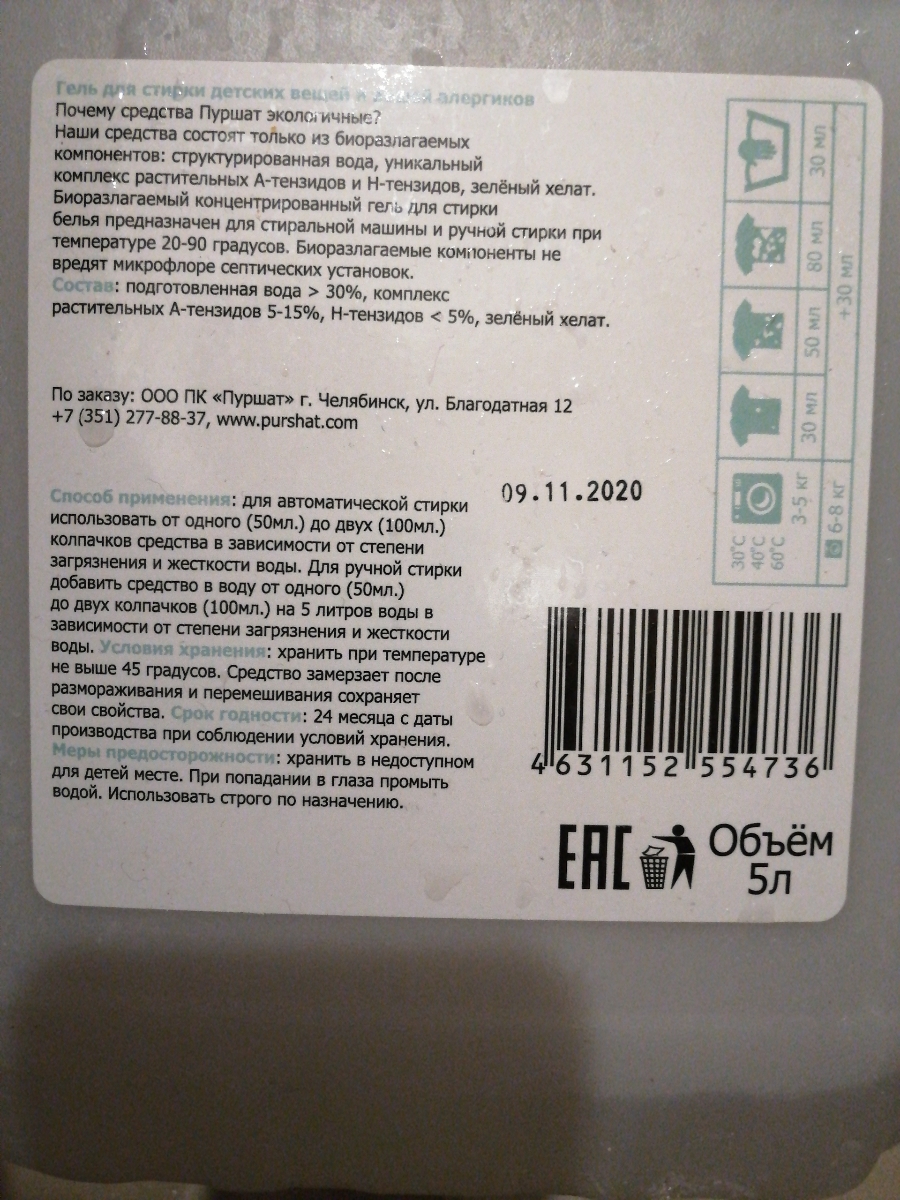 Гель для стирки детских вещей и вещей алергиков
Почему средства Пуршат экологичные?
Наши средства состоят только из биоразлагаемых
компонентов: структурированная вода, уникальный
комплекс растительных А-тензидов и Н-тензидов, зелёный хелат.
Биоразлагаемый концентрированный гель для стирки
белья предназначен для стиральной машины и ручной стирки при
температуре 20-90 градусов. Биоразлагаемые компоненты не
вредят микрофлоре септических установок.
Состав: подготовленная вода > 30%, комплекс
растительных А-тензидов 5-15%, Н-тензидов < 5%, зелёный хелат.
По заказу: ООО ПК «Пуршат» г. Челябинск, ул. Благодатная 12
+7 (351) 277-88-37, www.purshat.com
09.11.2020
Способ применения: для автоматической стирки
использовать от одного (50мл.) до двух (100мл.)
колпачков средства в зависимости от степени
загрязнения и жесткости воды. Для ручной стирки
добавить средство в воду от одного (50мл.)
до двух колпачков (100мл.) на 5 литров воды в
зависимости от степени загрязнения и жесткости
воды. Условия хранения: хранить при температуре
не выше 45 градусов. Средство замерзает после
размораживания и перемешивания сохраняет
свои свойства. Срок годности: 24 месяца с даты
производства при соблюдении условий хранения.
Меры предосторожности: хранить в недоступном
для детей месте. При попадании в глаза промыть
водой. Использовать строго по назначению.
30°C
40°C
60°C
3-5 кг
30 мл
50 мл
80 мл
30 мл
6-8 кг
+30 мл
4 631152 554736
EAC
Объём
5л